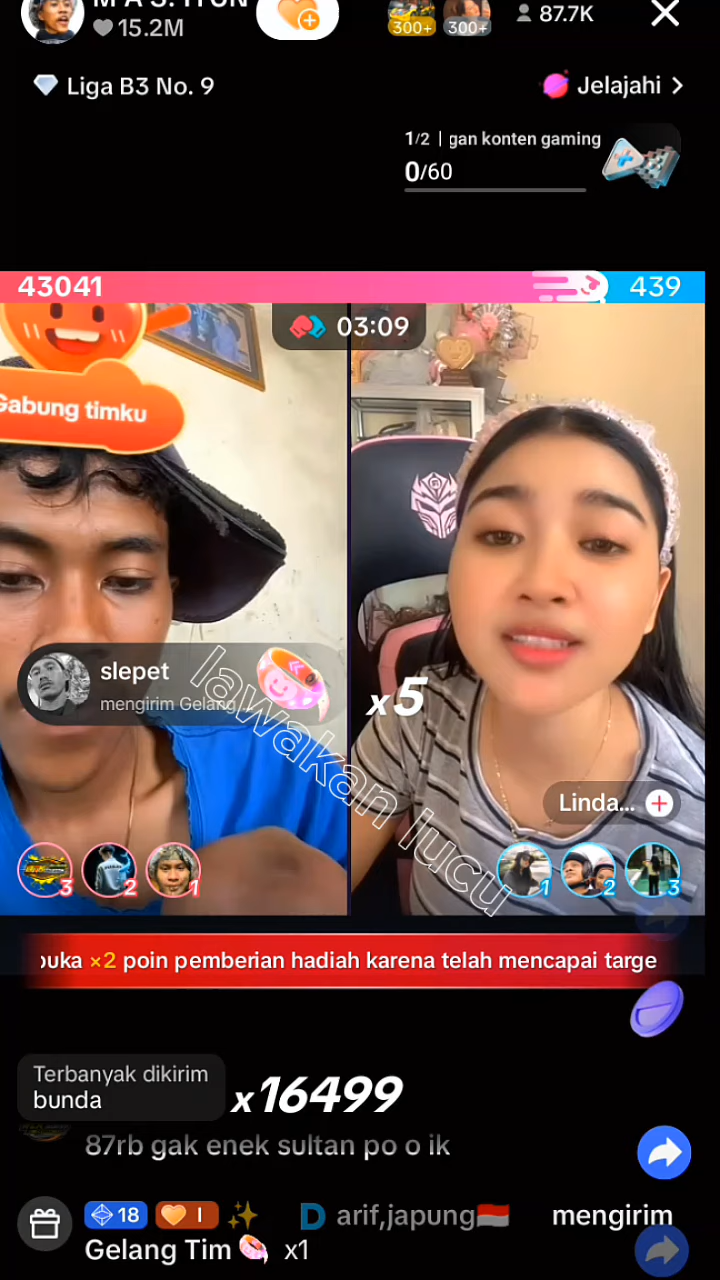 15.2M
300+
300+
87.7K
Liga B3 No. 9
Jelajahi
1/2 | gan konten gaming
0/60
43041
439
03:09
Gabung timku
slepet
mengirim Gelang
x5
lawakan lucu
Linda...
3
2
1
1
2
3
buka ×2 poin pemberian hadiah karena telah mencapai targe
Terbanyak dikirim
bunda
x16499
87rb gak enek sultan po o ik
18 I D arif,japung mengirim
Gelang Tim x1